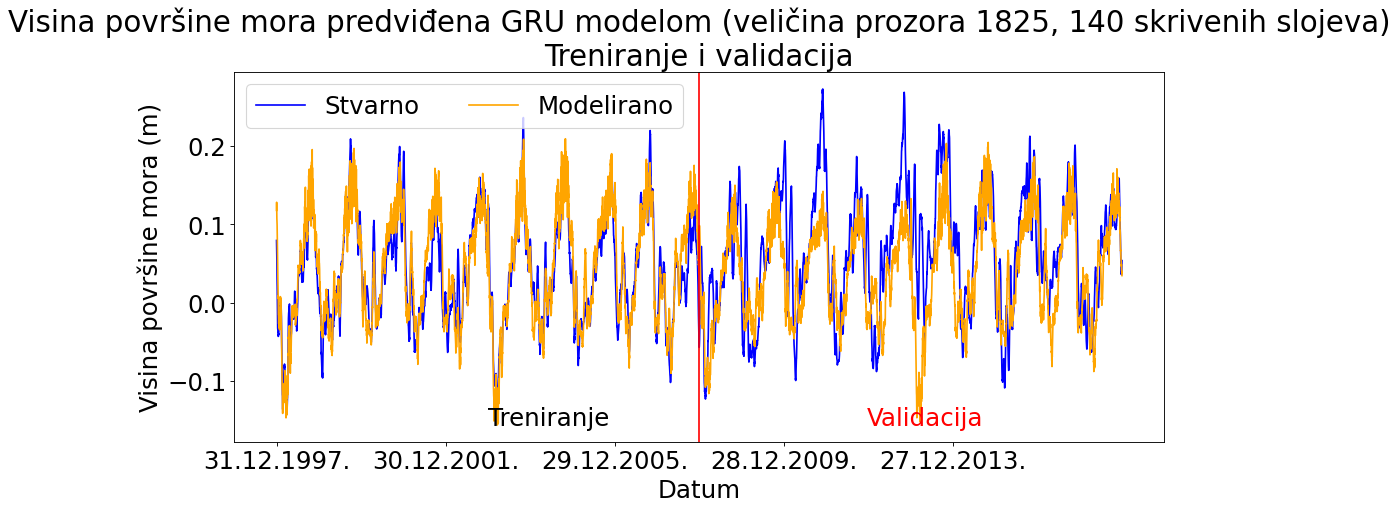 Visina površine mora predviđena GRU modelom (veličina prozora 1825, 140 skrivenih slojeva)
Treniranje i validacija
Stvarno
Modelirano
Visina površine mora (m)
0.2
0.1
0.0
−0.1
Treniranje
Validacija
31.12.1997.
30.12.2001.
29.12.2005.
28.12.2009.
27.12.2013.
Datum